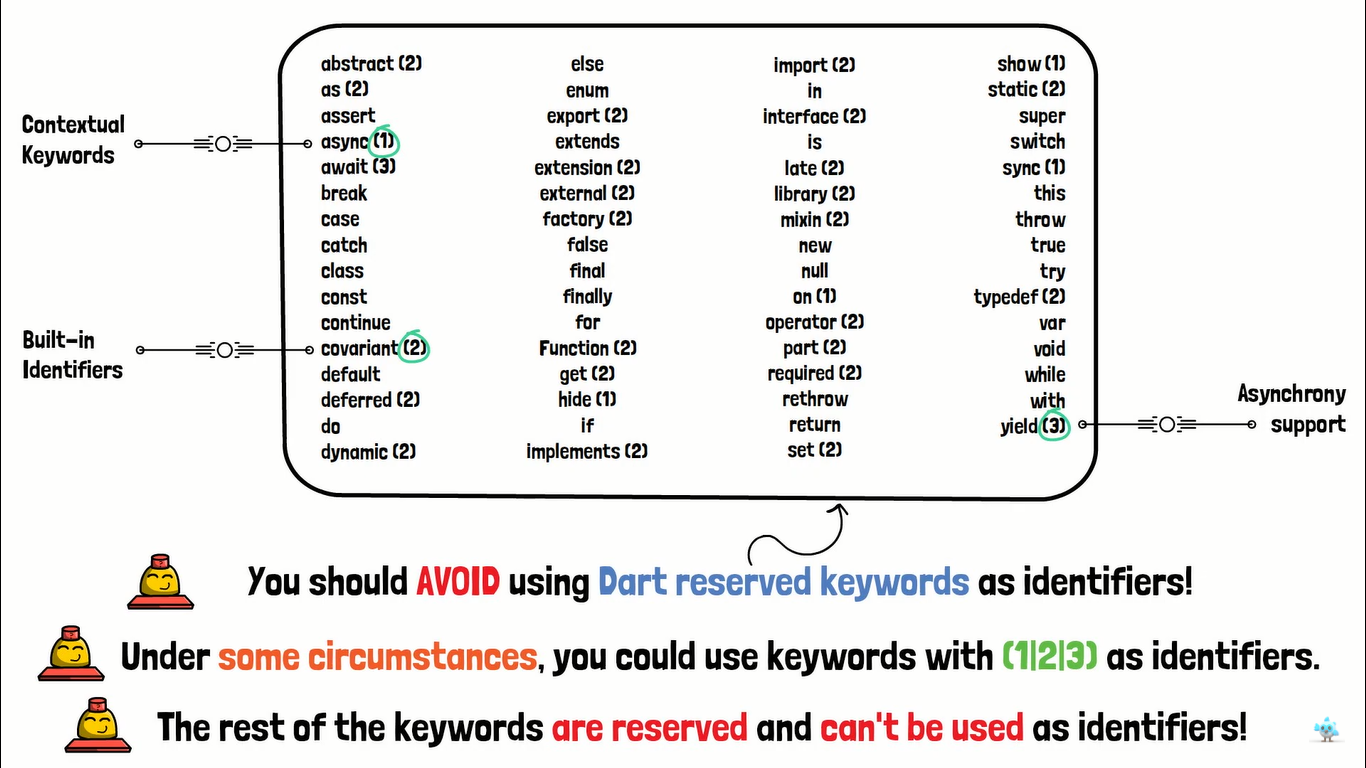 abstract (2)
as (2)
assert
async (1)
await (3)
break
case
catch
class
const
continue
covariant (2)
default
deferred (2)
do
dynamic (2)
else
enum
export (2)
extends
extension (2)
external (2)
factory (2)
false
final
finally
for
Function (2)
get (2)
hide (1)
if
implements (2)
import (2)
in
interface (2)
is
late (2)
library (2)
mixin (2)
new
null
on (1)
operator (2)
part (2)
required (2)
rethrow
return
set (2)
show (1)
static (2)
super
switch
sync (1)
this
throw
true
try
typedef (2)
var
void
while
with
yield (3)
Contextual
Keywords
Built-in
Identifiers
Asynchrony
support
You should AVOID using Dart reserved keywords as identifiers!
Under some circumstances, you could use keywords with (1|2|3) as identifiers.
The rest of the keywords are reserved and can't be used as identifiers!